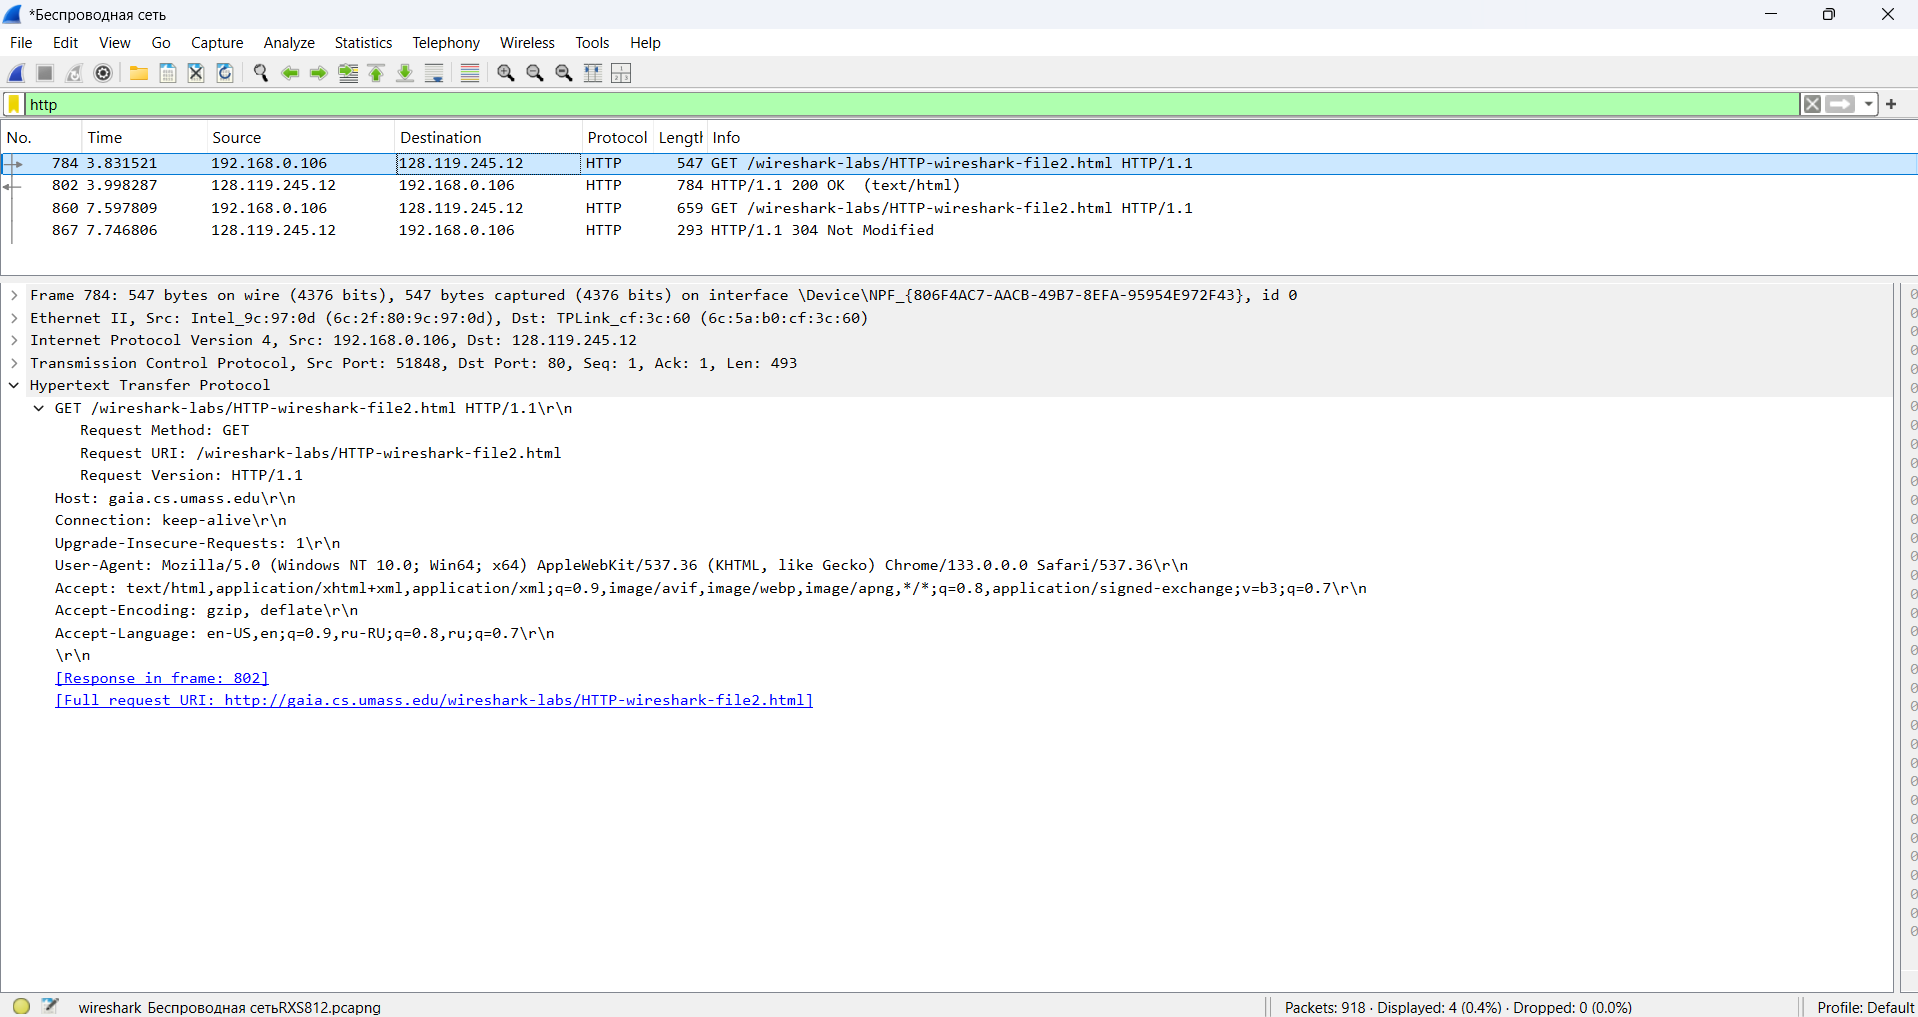 *Беспроводная сеть
File Edit View Go Capture Analyze Statistics Telephony Wireless Tools Help
http
No. Time Source Destination Protocol Lengtl Info
784 3.831521 192.168.0.106 128.119.245.12 HTTP 547 GET /wireshark-labs/HTTP-wireshark-file2.html HTTP/1.1
802 3.998287 128.119.245.12 192.168.0.106 HTTP 784 HTTP/1.1 200 OK (text/html)
860 7.597809 192.168.0.106 128.119.245.12 HTTP 659 GET /wireshark-labs/HTTP-wireshark-file2.html HTTP/1.1
867 7.746806 128.119.245.12 192.168.0.106 HTTP 293 HTTP/1.1 304 Not Modified
Frame 784: 547 bytes on wire (4376 bits), 547 bytes captured (4376 bits) on interface \Device\NPF_{806F4AC7-AACB-49B7-8EFA-95954E972F43}, id 0
Ethernet II, Src: Intel_9c:97:0d (6c:2f:80:9c:97:0d), Dst: TPLink_cf:3c:60 (6c:5a:b0:cf:3c:60)
Internet Protocol Version 4, Src: 192.168.0.106, Dst: 128.119.245.12
Transmission Control Protocol, Src Port: 51848, Dst Port: 80, Seq: 1, Ack: 1, Len: 493
Hypertext Transfer Protocol
GET /wireshark-labs/HTTP-wireshark-file2.html HTTP/1.1\r\n
Request Method: GET
Request URI: /wireshark-labs/HTTP-wireshark-file2.html
Request Version: HTTP/1.1
Host: gaia.cs.umass.edu\r\n
Connection: keep-alive\r\n
Upgrade-Insecure-Requests: 1\r\n
User-Agent: Mozilla/5.0 (Windows NT 10.0; Win64; x64) AppleWebKit/537.36 (KHTML, like Gecko) Chrome/133.0.0.0 Safari/537.36\r\n
Accept: text/html,application/xhtml+xml,application/xml;q=0.9,image/avif,image/webp,image/apng,*/*;q=0.8,application/signed-exchange;v=b3;q=0.7\r\n
Accept-Encoding: gzip, deflate\r\n
Accept-Language: en-US,en;q=0.9,ru-RU;q=0.8,ru;q=0.7\r\n
\r\n
[Response in frame: 802]
[Full request URI: http://gaia.cs.umass.edu/wireshark-labs/HTTP-wireshark-file2.html]
wireshark Беспроводная сетьRXS812.pcapng Packets: 918 · Displayed: 4 (0.4%) · Dropped: 0 (0.0%) Profile: Default